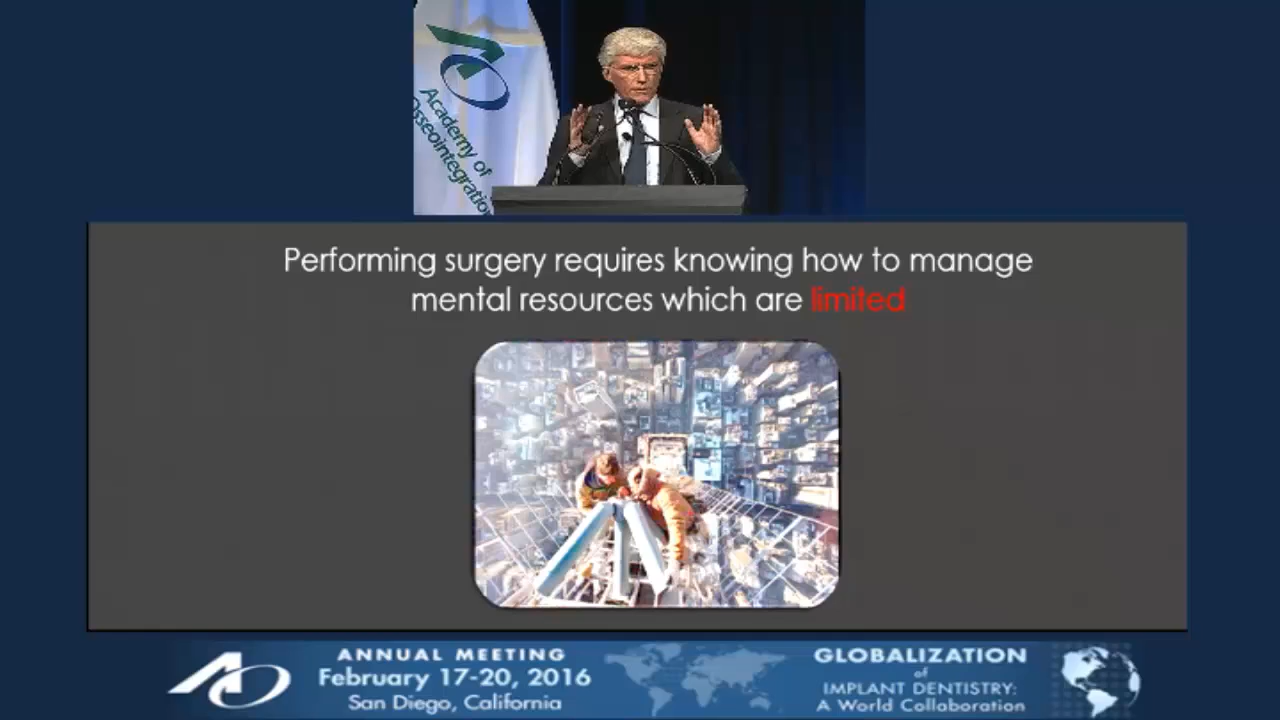 Academy of
Osseointegration
Performing surgery requires knowing how to manage
mental resources which are limited
ANNUAL MEETING
February 17-20, 2016
San Diego, California
GLOBALIZATION
of
IMPLANT DENTISTRY:
A World Collaboration